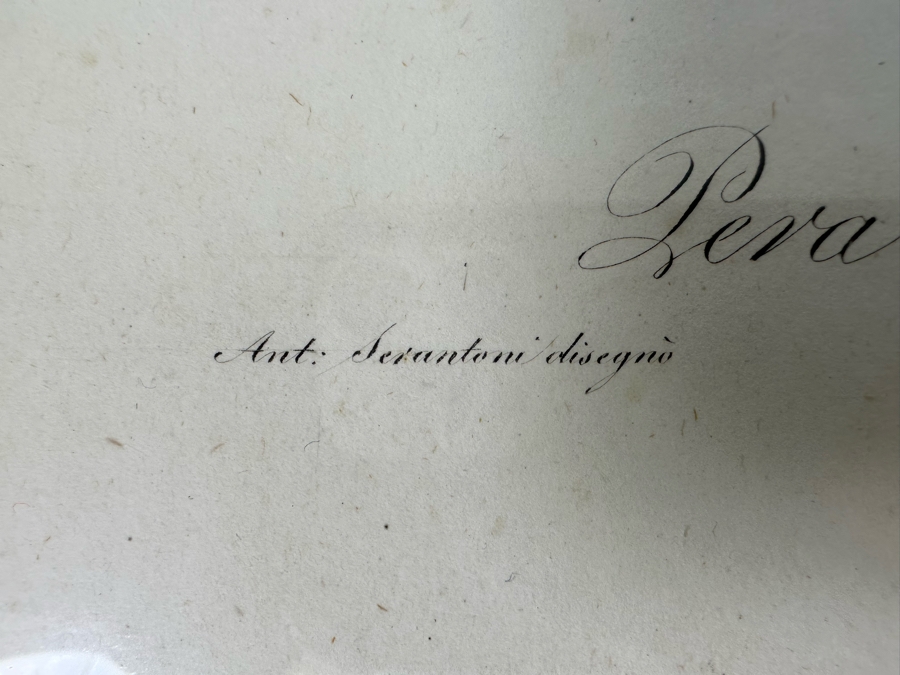 Pera
Ant: Serantoni disegnò